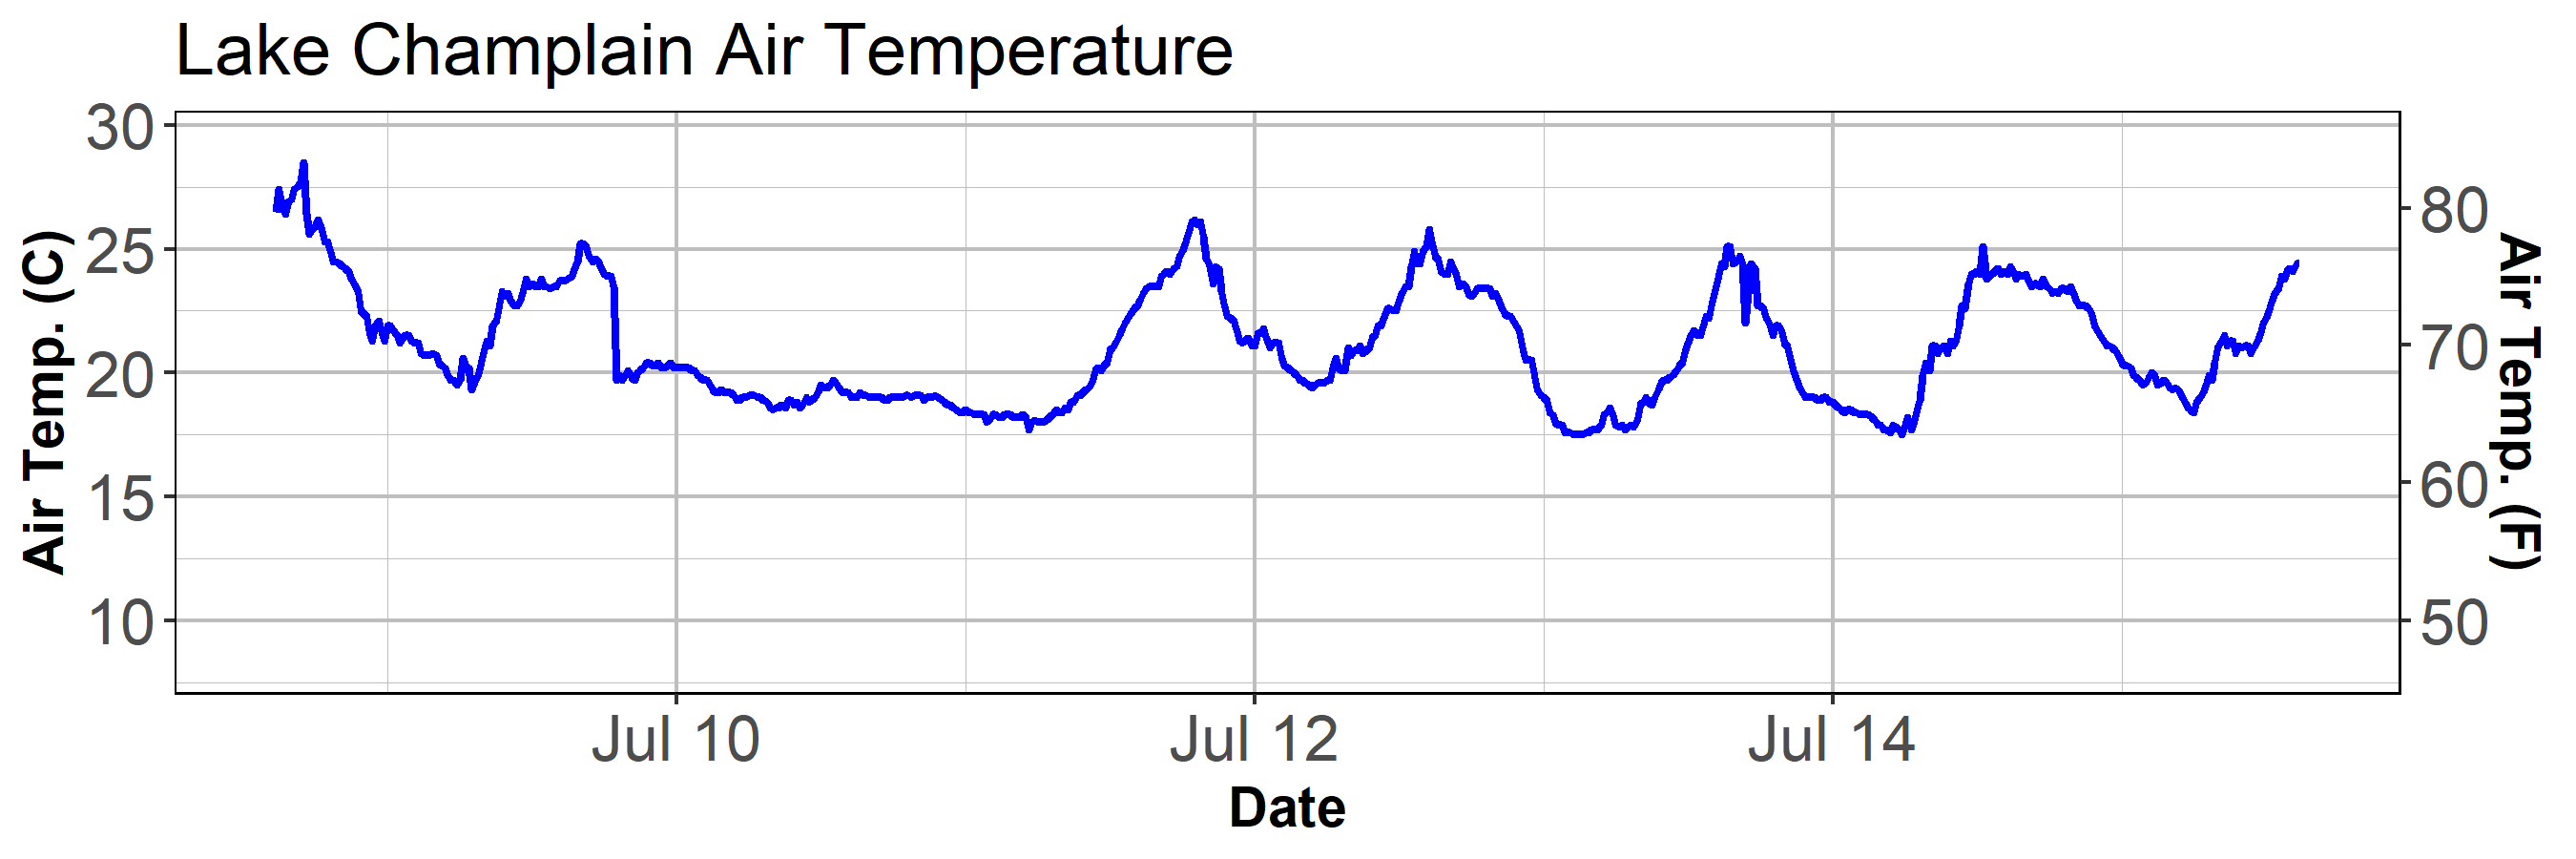 Lake Champlain Air Temperature
30
25
20
15
10
Air Temp. (C)
80
70
60
50
Air Temp. (F)
Jul 10
Jul 12
Jul 14
Date